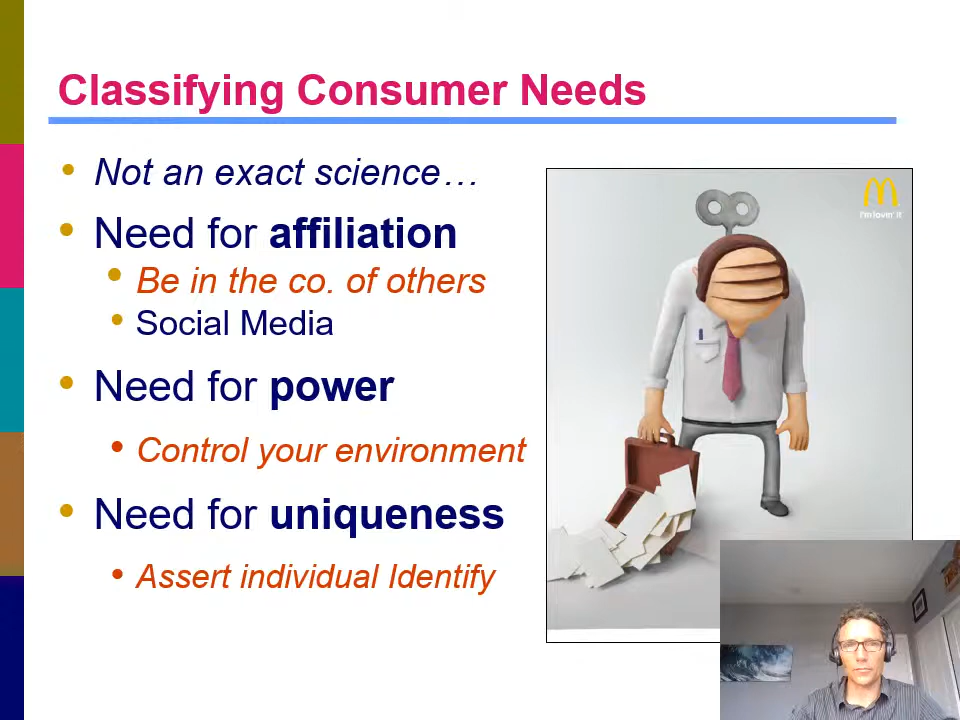 Classifying Consumer Needs
• Not an exact science…
• Need for affiliation
• Be in the co. of others
• Social Media
• Need for power
• Control your environment
• Need for uniqueness
• Assert individual Identify
i'm lovin' it